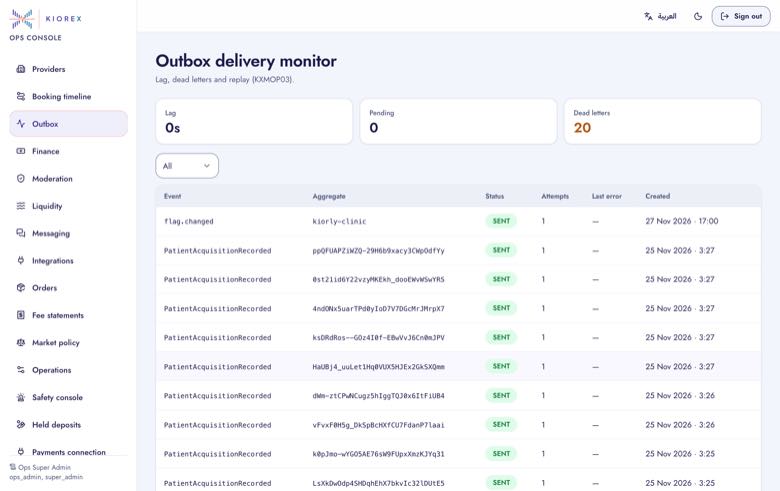 KIOREX
OPS CONSOLE
العربية
Sign out
Providers
Booking timeline
Outbox
Finance
Moderation
Liquidity
Messaging
Integrations
Orders
Fee statements
Market policy
Operations
Safety console
Held deposits
Payments connection
Ops Super Admin
ops_admin, super_admin
Outbox delivery monitor
Lag, dead letters and replay (KXMOP03).
Lag
0s
Pending
0
Dead letters
20
All
Event Aggregate Status Attempts Last error Created
flag.changed kiorly-clinic SENT 1 — 27 Nov 2026 · 17:00
PatientAcquisitionRecorded ppQFUAPZiWZQ-29H6b9xacy3CWpOdfYy SENT 1 — 25 Nov 2026 · 3:27
PatientAcquisitionRecorded 0st21id6Y22vzyMKEkh_dooEWvWSwYRS SENT 1 — 25 Nov 2026 · 3:27
PatientAcquisitionRecorded 4ndONx5uarTPd0yIoD7V7DGcMrJMrpX7 SENT 1 — 25 Nov 2026 · 3:27
PatientAcquisitionRecorded ksDRdRos--GOz4I0f-EBwVvJ6Cn0mJPV SENT 1 — 25 Nov 2026 · 3:27
PatientAcquisitionRecorded HaUBj4_uuLet1Hq0VUX5HJEx2GkSXQmm SENT 1 — 25 Nov 2026 · 3:27
PatientAcquisitionRecorded dWm-ztCPwNCugz5hIggTQJ0x6ItFiUB4 SENT 1 — 25 Nov 2026 · 3:26
PatientAcquisitionRecorded vFvxF0H5g_DkSpBcHXfCU7FdanP7laai SENT 1 — 25 Nov 2026 · 3:26
PatientAcquisitionRecorded k0pJmo-wYGO5AE76sW9FUpxXmzKJYq31 SENT 1 — 25 Nov 2026 · 3:25
PatientAcquisitionRecorded LsXkDwOdp4SHDqhEhX7bkvIc32lDUtE5 SENT 1 — 25 Nov 2026 · 3:25